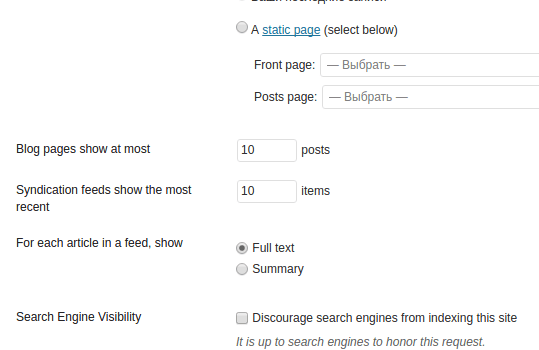 A static page (select below)
Front page: — Выбрать —
Posts page: — Выбрать —
Blog pages show at most 10 posts
Syndication feeds show the most
recent 10 items
For each article in a feed, show Full text
Summary
Search Engine Visibility Discourage search engines from indexing this site
It is up to search engines to honor this request.